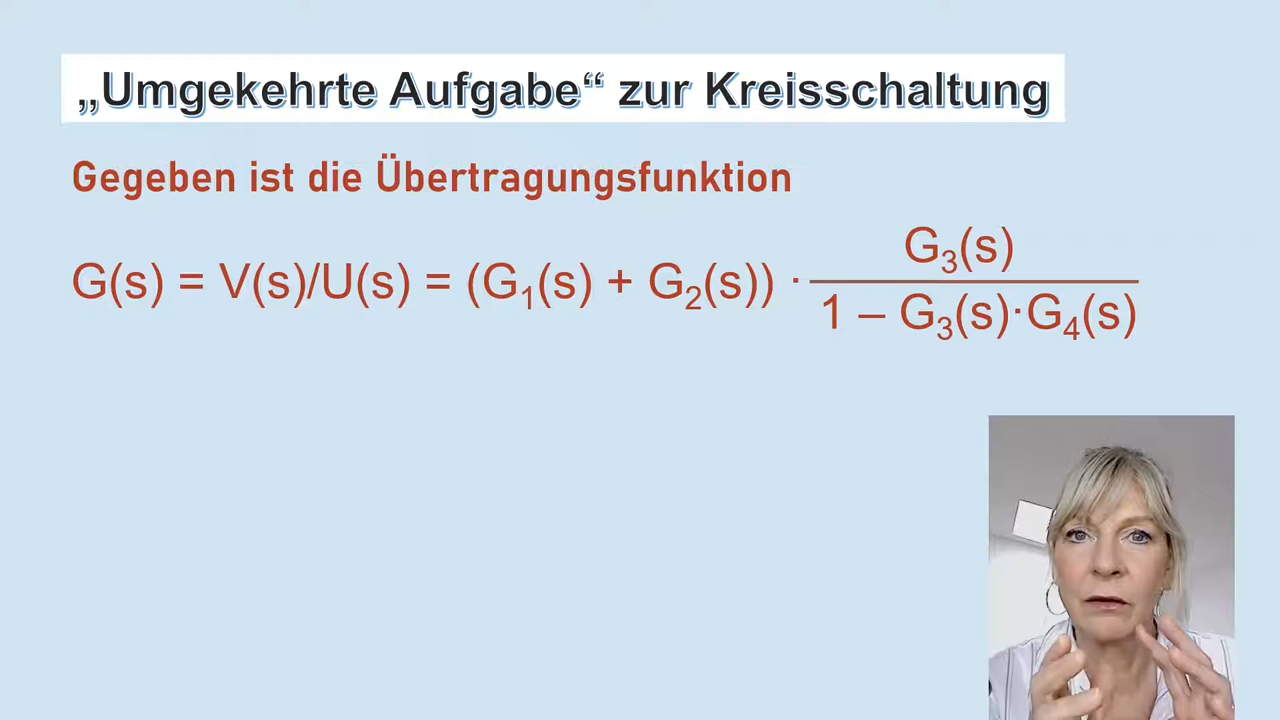 „Umgekehrte Aufgabe“ zur Kreisschaltung
Gegeben ist die Übertragungsfunktion
G(s) = V(s)/U(s) = (G₁(s) + G₂(s)) · G₃(s)
1 – G₃(s)·G₄(s)